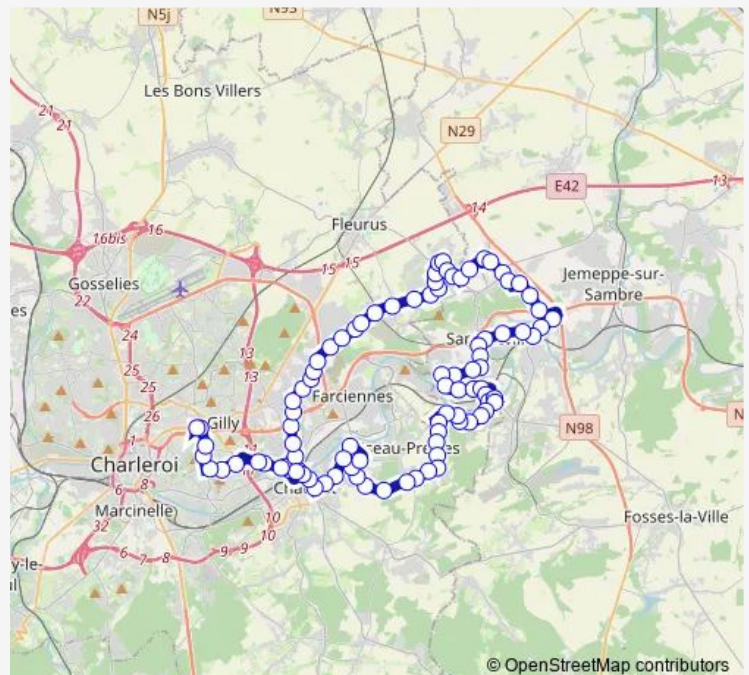 N5j
N93
Les Bons Villers
21
21
N29
E42
13
14
Fleurus
16bis
16
15
15
Gosselies
22
Jemeppe-sur-
Sambre
24
13
25
13
25
Farciennes
26
Gilly
1
N98
Charleroi
6
8
Marcinelle
10
10
32
6
7
8
9
9
Fosses-la-Ville
© OpenStreetMap contributors